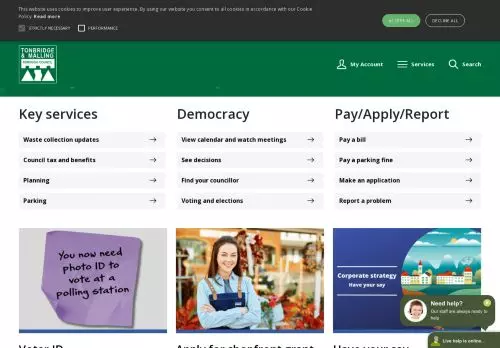 This website uses cookies to improve user experience. By using our website you consent to all cookies in accordance with our Cookie
Policy. Read more
STRICTLY NECESSARY
PERFORMANCE
DECLINE ALL
TONBRIDGE
& MALLING
BOROUGH COUNCIL
My Account
Services
Search
Key services
Democracy
Pay/Apply/Report
Waste collection updates
View calendar and watch meetings
Pay a bill
Council tax and benefits
See decisions
Pay a parking fine
Planning
Find your councillor
Make an application
Parking
Voting and elections
Report a problem
You now need
photo ID to
vote at a
polling station
Corporate strategy
Have your say
Need help?
Our staff are always ready to
help
Live help is online...
Voter ID
Apply for shopfront grant
Have your say